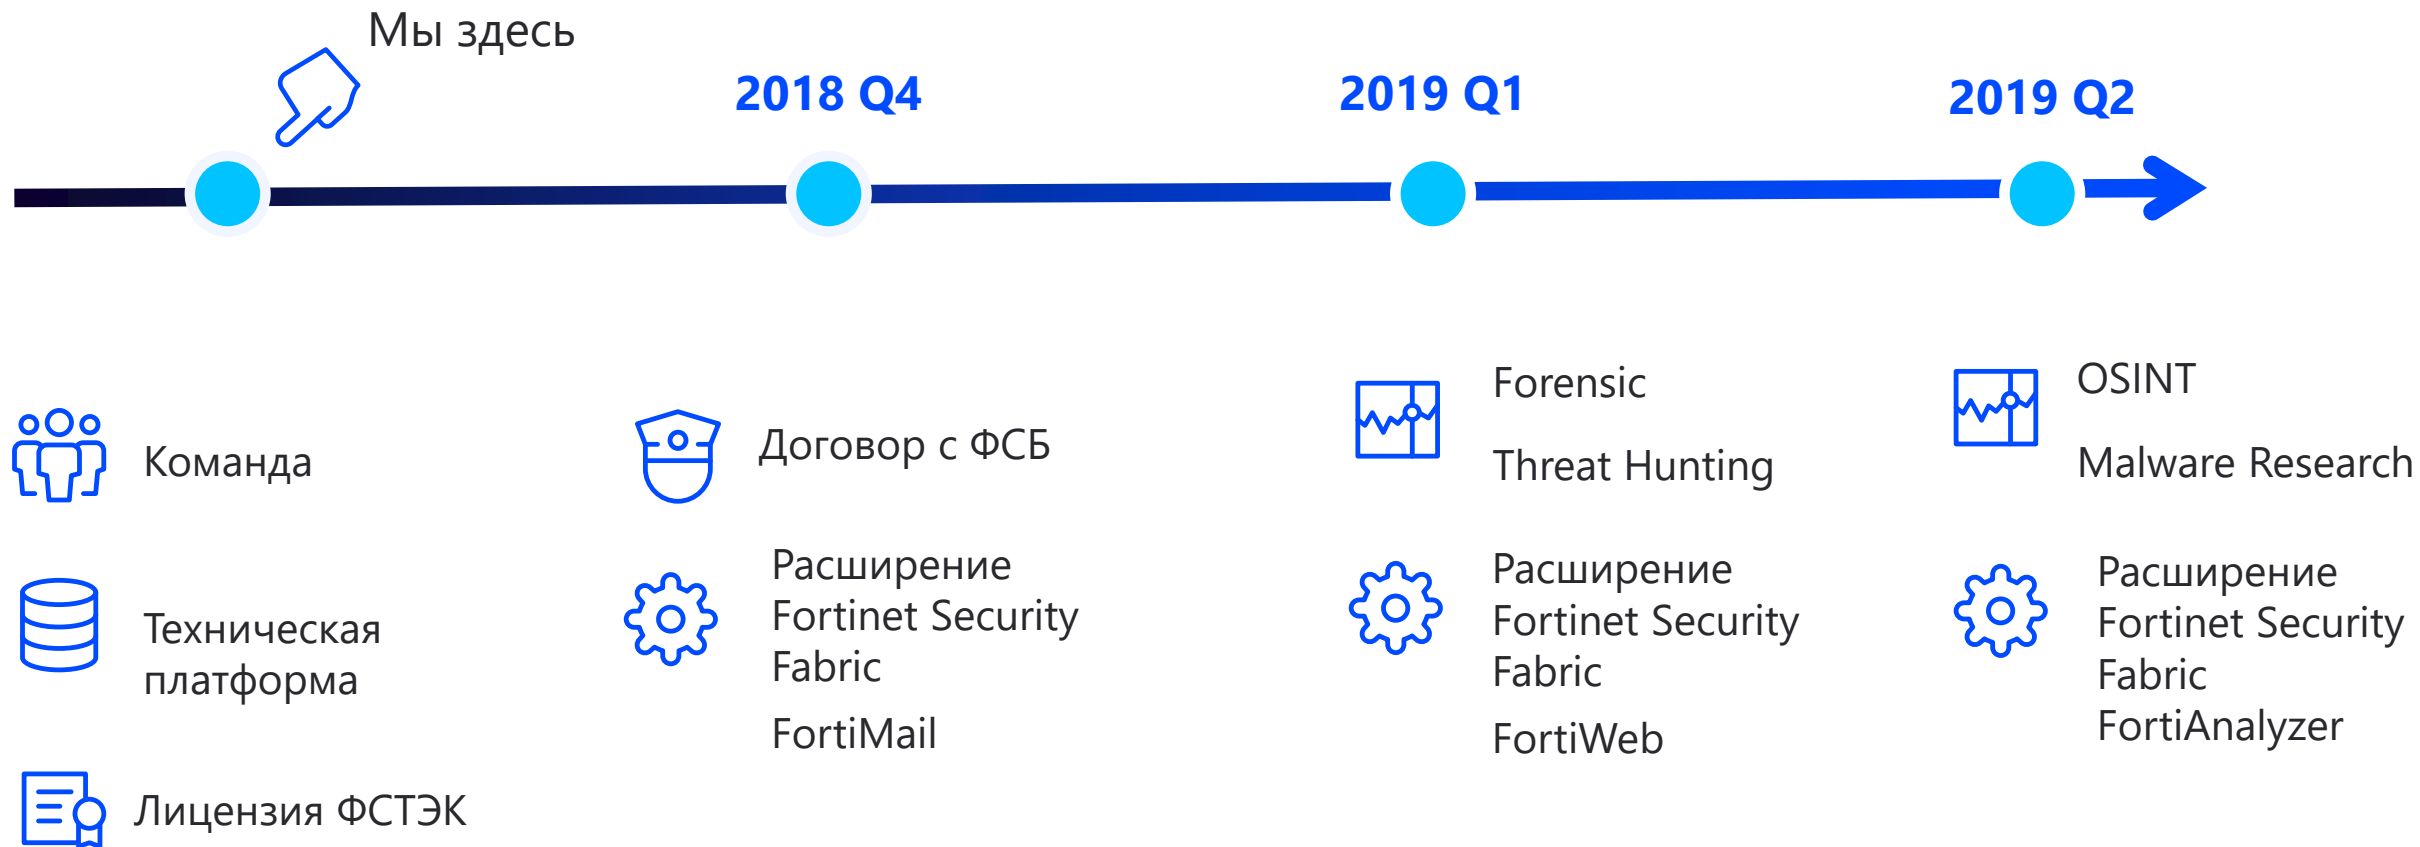 Мы здесь
2018 Q4
2019 Q1
2019 Q2
Команда
Техническая
платформа
Лицензия ФСТЭК
Договор с ФСБ
Расширение
Fortinet Security
Fabric
FortiMail
Forensic
Threat Hunting
Расширение
Fortinet Security
Fabric
FortiWeb
OSINT
Malware Research
Расширение
Fortinet Security
Fabric
FortiAnalyzer